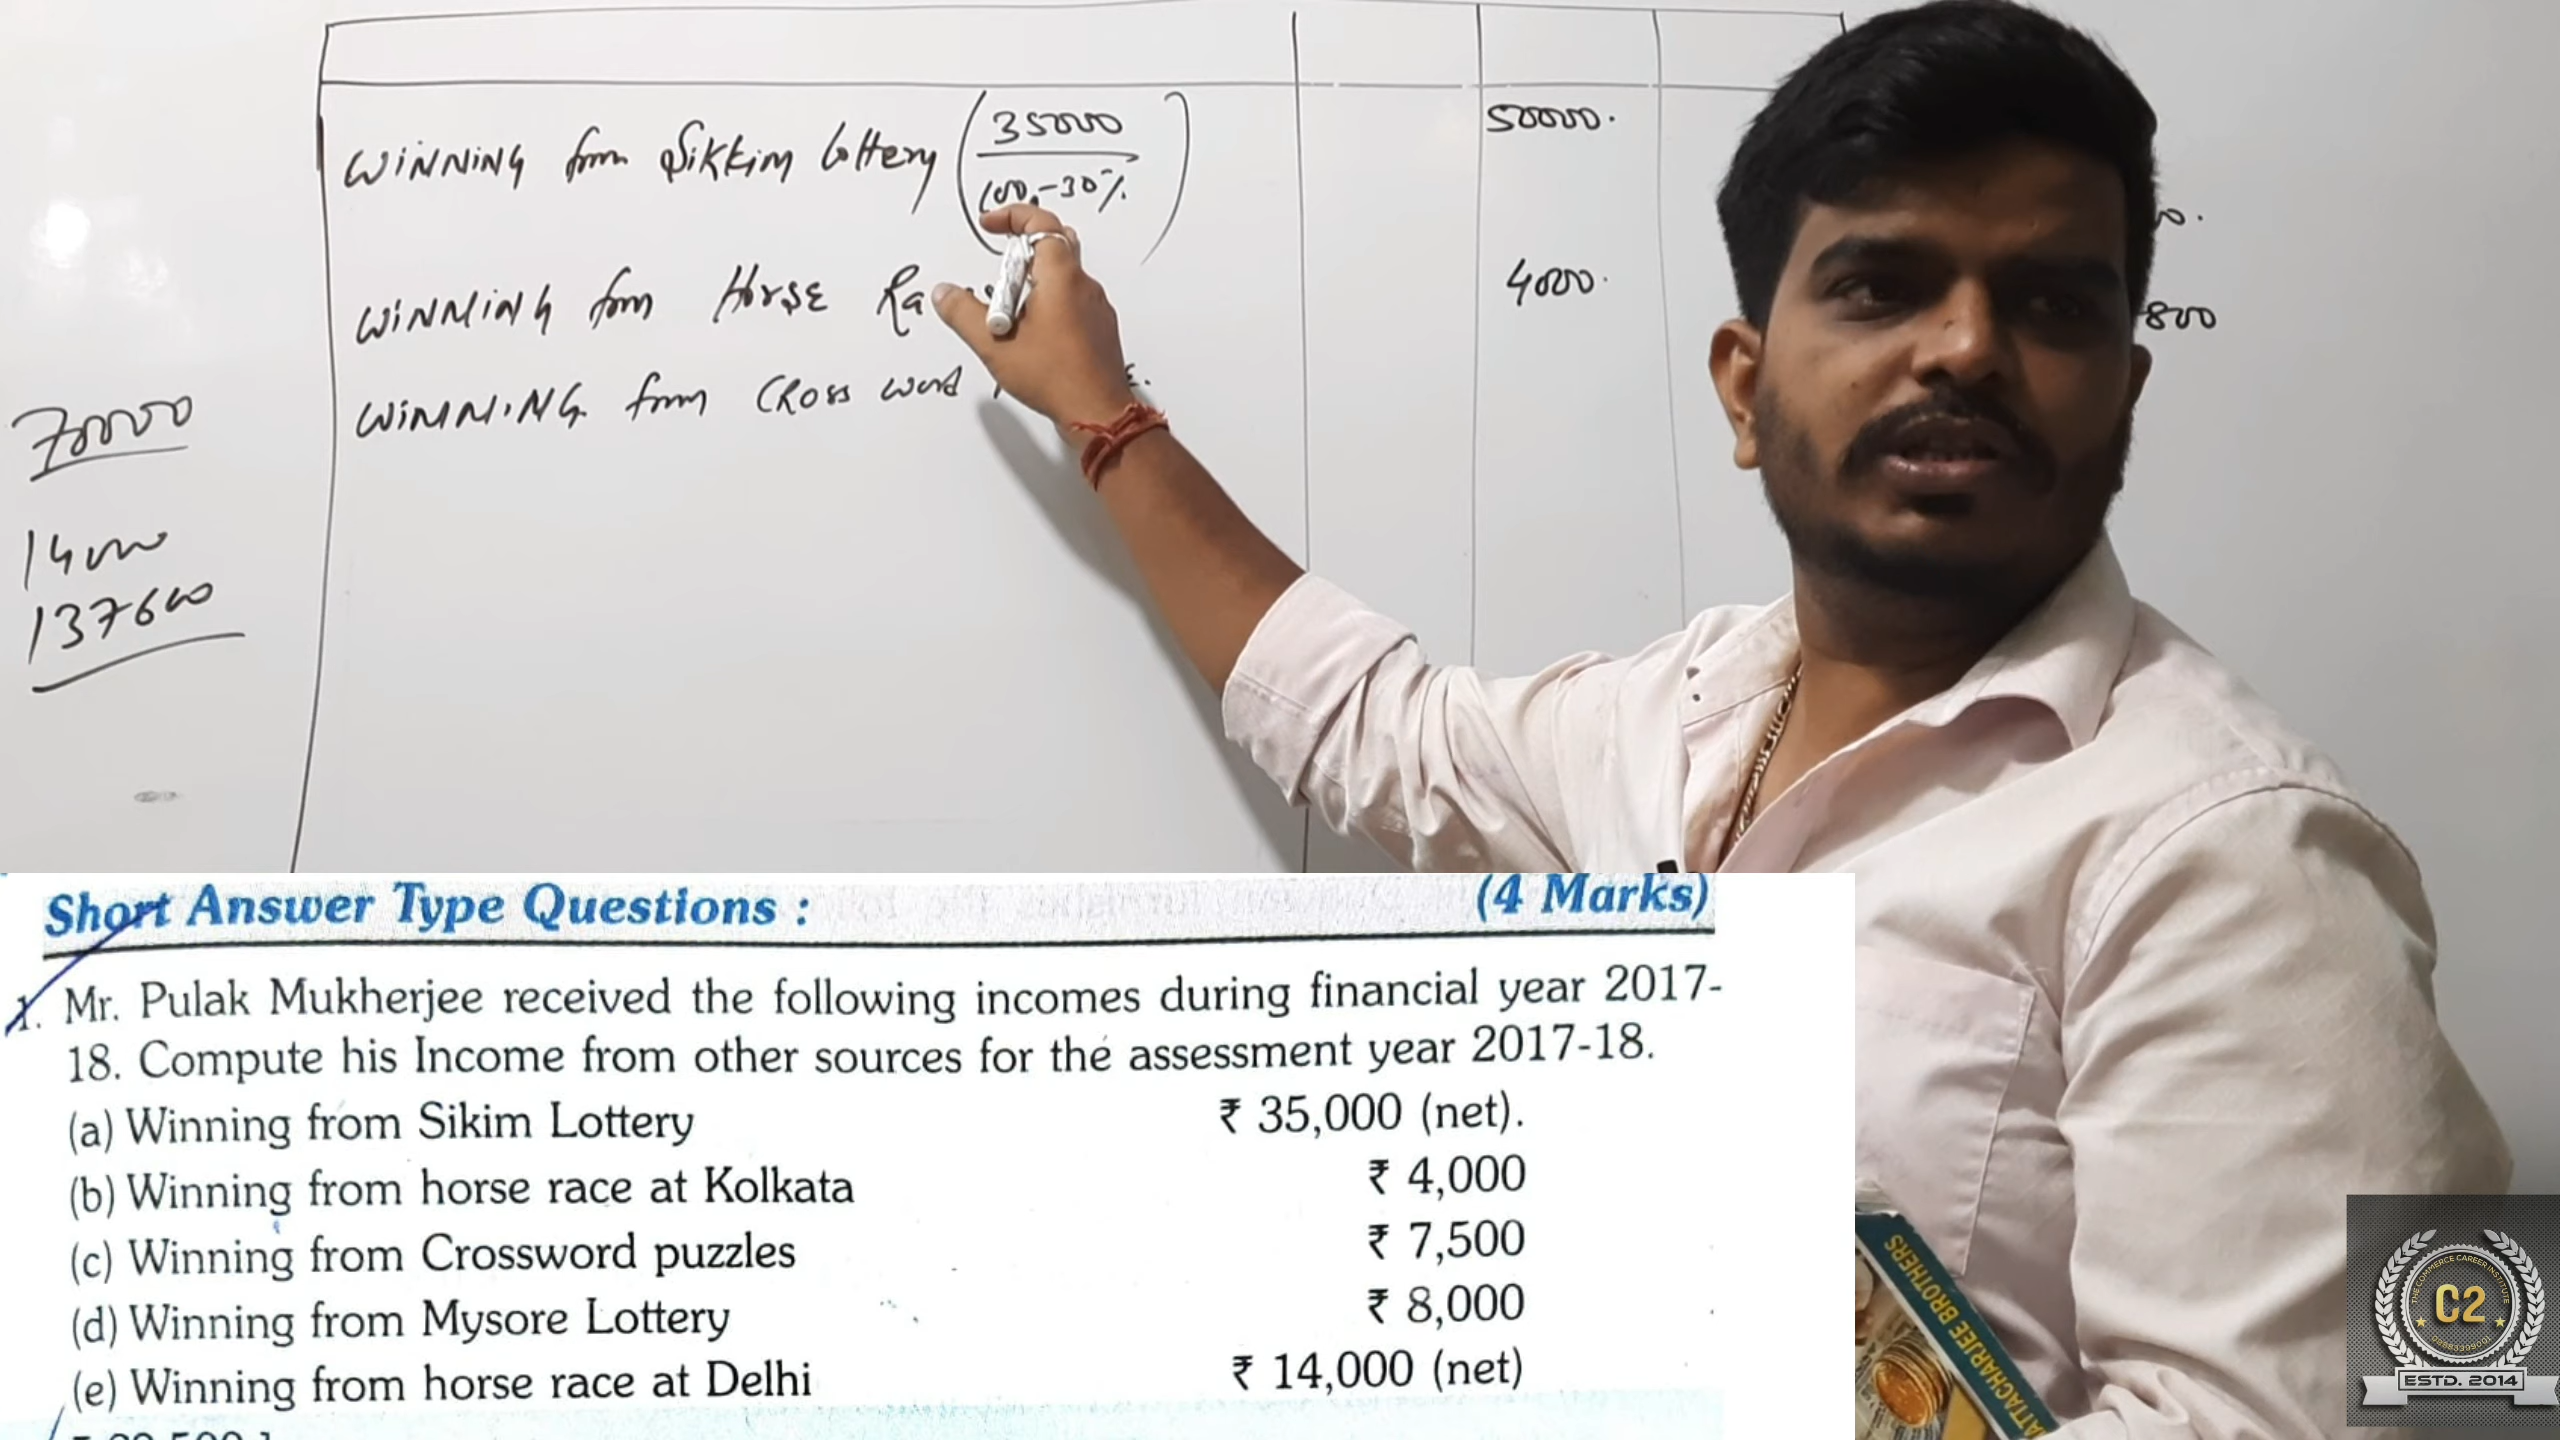 WINNING from Sikkim lottery (35000 50000.
100 - 30%
WINNING from HORSE Ra 4000.
800
WINNING from CROSS word
70000
14000
137600
Short Answer Type Questions : (4 Marks)
1. Mr. Pulak Mukherjee received the following incomes during financial year 2017-
18. Compute his Income from other sources for the assessment year 2017-18.
(a) Winning from Sikim Lottery ₹ 35,000 (net).
(b) Winning from horse race at Kolkata ₹ 4,000
(c) Winning from Crossword puzzles ₹ 7,500
(d) Winning from Mysore Lottery ₹ 8,000
(e) Winning from horse race at Delhi ₹ 14,000 (net)
BROTHERS
THE COMMERCE CAREER INSTITUTE
C2
ESTD. 2014